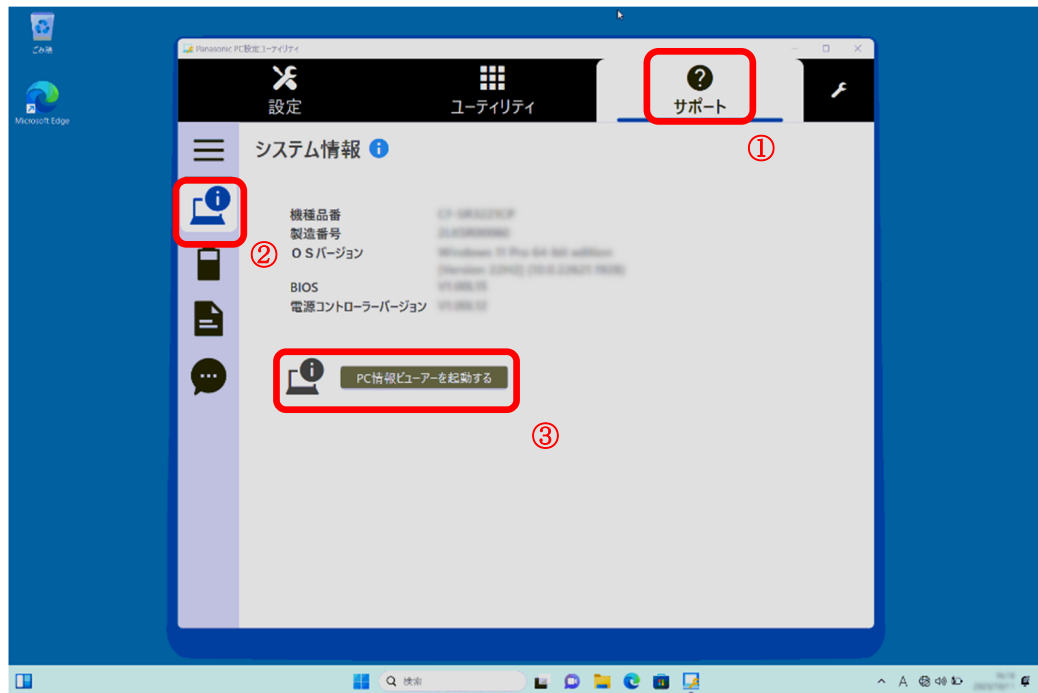 ごみ箱
Microsoft Edge
Panasonic PC設定ユーティリティ
設定
ユーティリティ
サポート
①
システム情報
②
機種品番
製造番号
OSバージョン
BIOS
電源コントローラーバージョン
PC情報ビューアーを起動する
③
検索
A